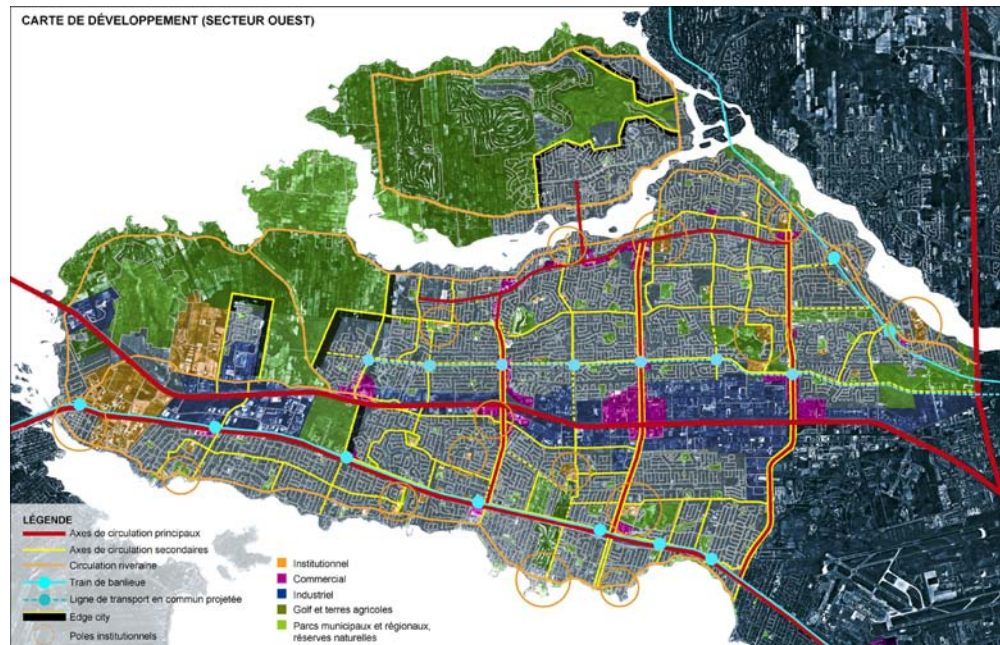 CARTE DE DÉVELOPPEMENT (SECTEUR OUEST)
LÉGENDE
Axes de circulation principaux
Axes de circulation secondaires
Circulation riveraine
Train de banlieue
Ligne de transport en commun projetée
Edge city
Poles institutionnels
Institutionnel
Commercial
Industriel
Golf et terres agricoles
Parcs municipaux et régionaux,
réserves naturelles